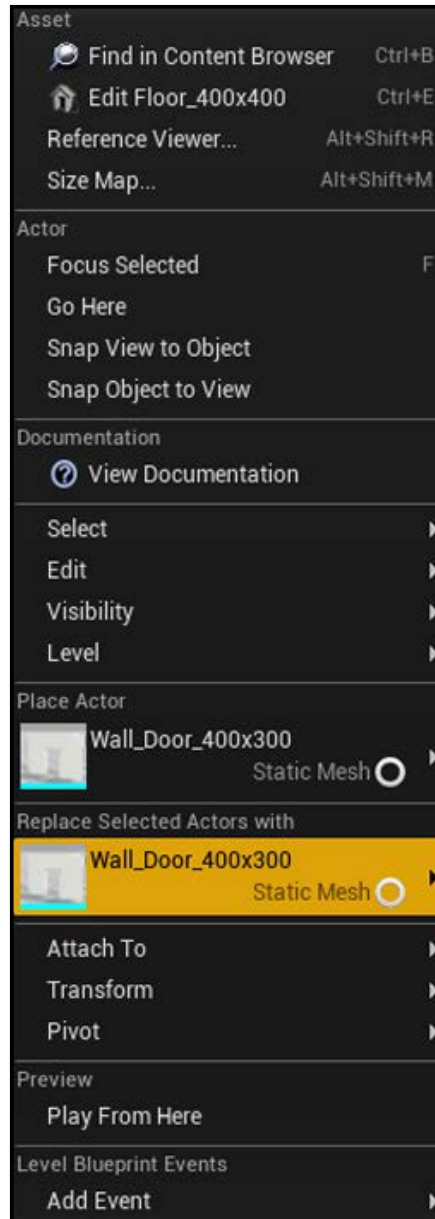 Asset
Find in Content Browser Ctrl+B
Edit Floor_400x400 Ctrl+E
Reference Viewer... Alt+Shift+R
Size Map... Alt+Shift+M
Actor
Focus Selected F
Go Here
Snap View to Object
Snap Object to View
Documentation
View Documentation
Select
Edit
Visibility
Level
Place Actor
Wall_Door_400x300
Static Mesh
Replace Selected Actors with
Wall_Door_400x300
Static Mesh
Attach To
Transform
Pivot
Preview
Play From Here
Level Blueprint Events
Add Event